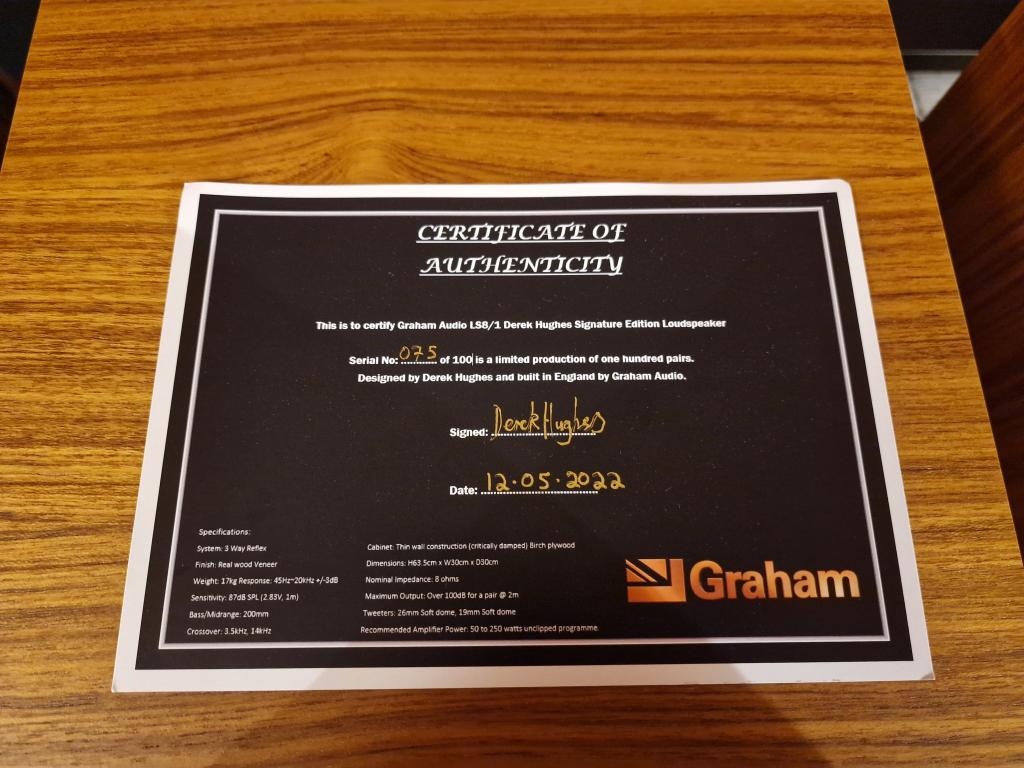 CERTIFICATE OF
AUTHENTICITY
This is to certify Graham Audio LS8/1 Derek Hughes Signature Edition Loudspeaker
Serial No: 075 of 100 is a limited production of one hundred pairs.
Designed by Derek Hughes and built in England by Graham Audio.
Signed: Derek Hughes
Date: 12.05.2022
Specifications:
System: 3 Way Reflex
Finish: Real wood Veneer
Weight: 17kg Response: 45Hz~20kHz +/-3dB
Sensitivity: 87dB SPL (2.83V, 1m)
Bass/Midrange: 200mm
Crossover: 3.5kHz, 14kHz
Cabinet: Thin wall construction (critically damped) Birch plywood
Dimensions: H63.5cm x W30cm x D30cm
Nominal Impedance: 8 ohms
Maximum Output: Over 100dB for a pair @ 2m
Tweeters: 26mm Soft dome, 19mm Soft dome
Recommended Amplifier Power: 50 to 250 watts unclipped programme.
Graham